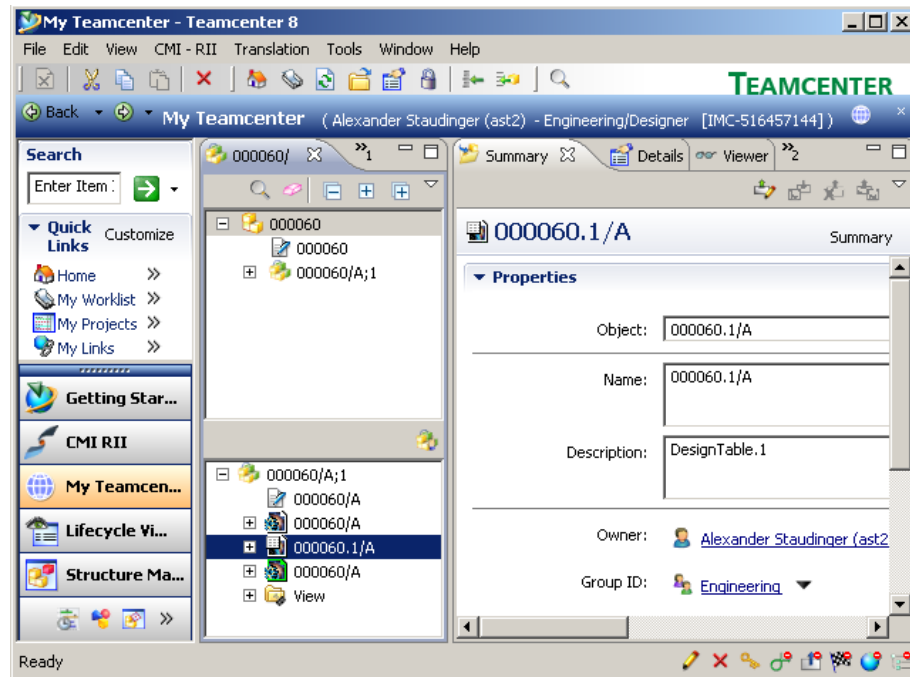 My Teamcenter - Teamcenter 8
File Edit View CMI - RII Translation Tools Window Help
TEAMCENTER
Back My Teamcenter ( Alexander Staudinger (ast2) - Engineering/Designer [IMC-516457144] )
Search
Enter Item :
Quick Links Customize
Home
My Worklist
My Projects
My Links
Getting Star...
CMI RII
My Teamcen...
Lifecycle Vi...
Structure Ma...
000060/ »1
000060
000060
000060/A;1
000060/A;1
000060/A
000060/A
000060.1/A
000060/A
View
Summary Details Viewer »2
000060.1/A Summary
Properties
Object: 000060.1/A
Name: 000060.1/A
Description: DesignTable.1
Owner: Alexander Staudinger (ast2
Group ID: Engineering
Ready